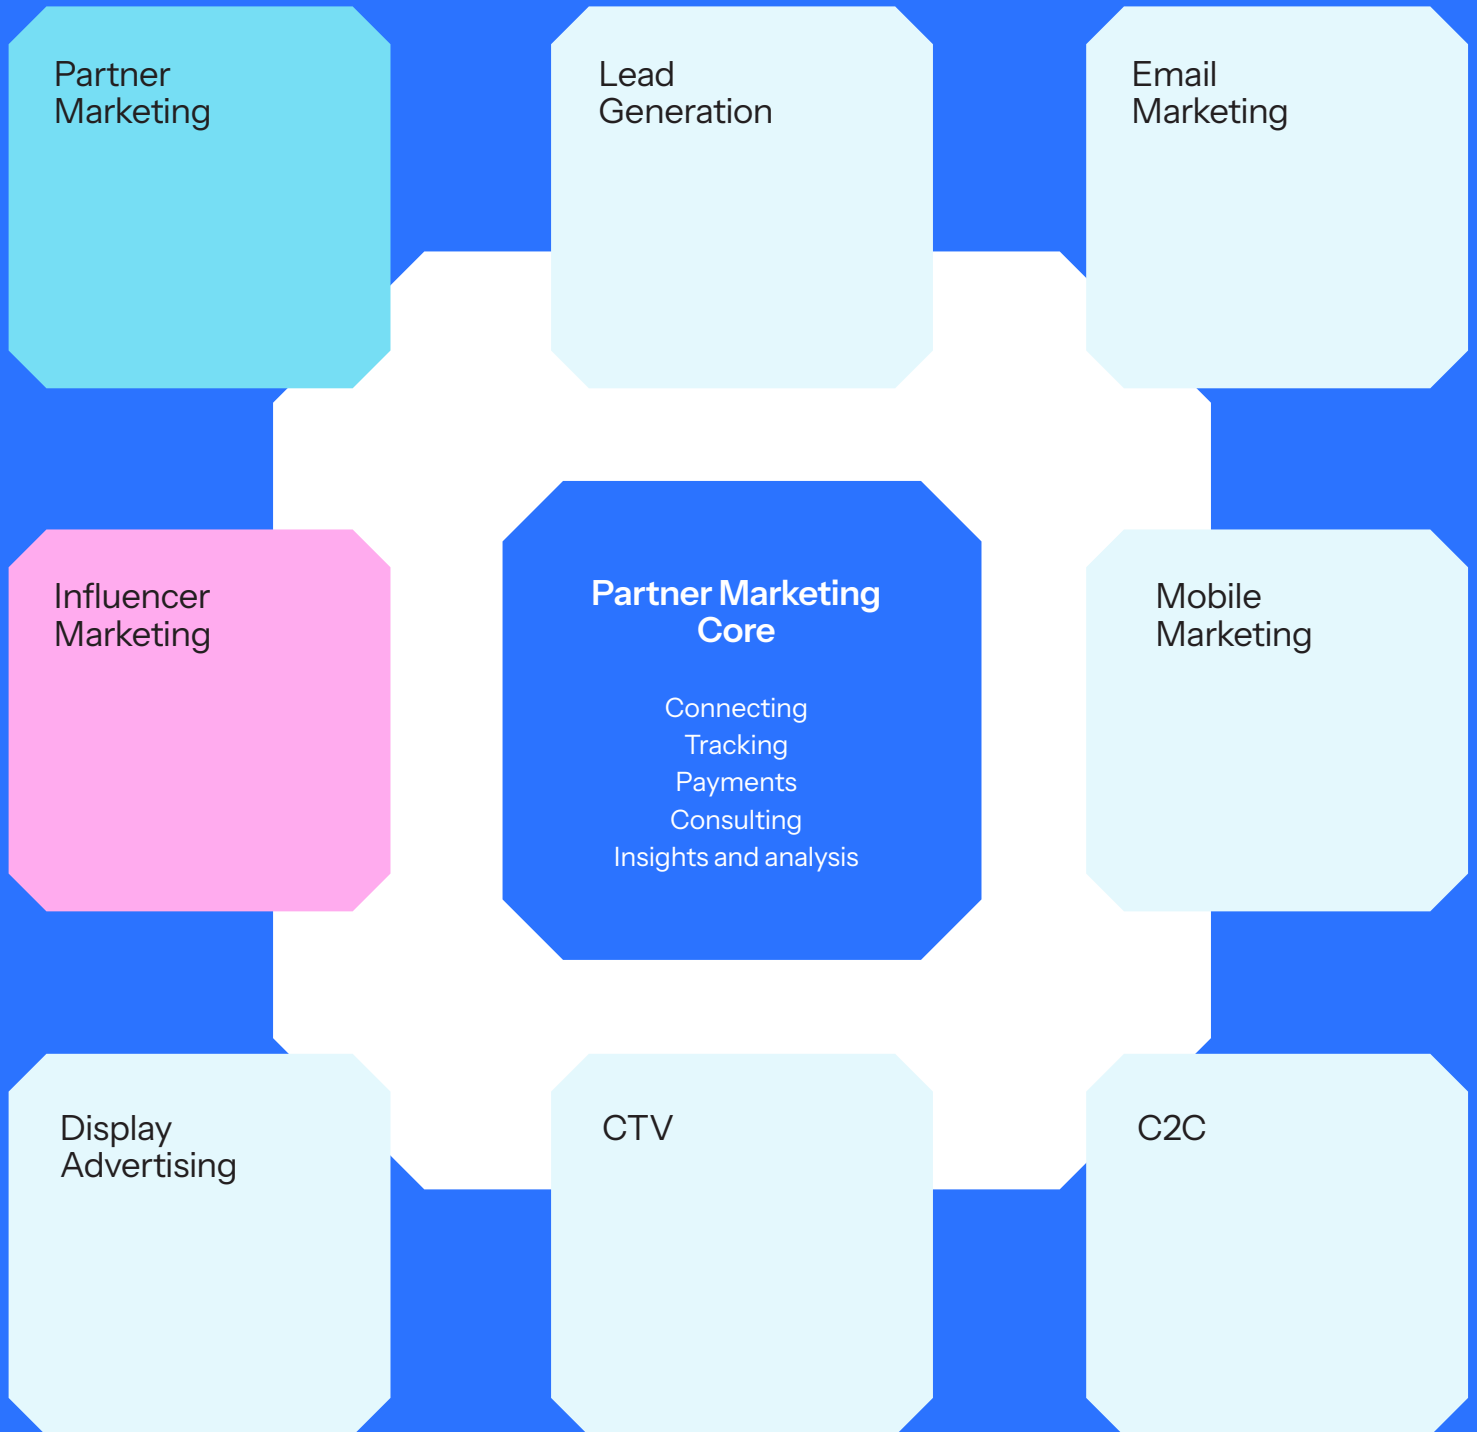 Partner
Marketing
Lead
Generation
Email
Marketing
Influencer
Marketing
Partner Marketing
Core
Connecting
Tracking
Payments
Consulting
Insights and analysis
Mobile
Marketing
Display
Advertising
CTV
C2C